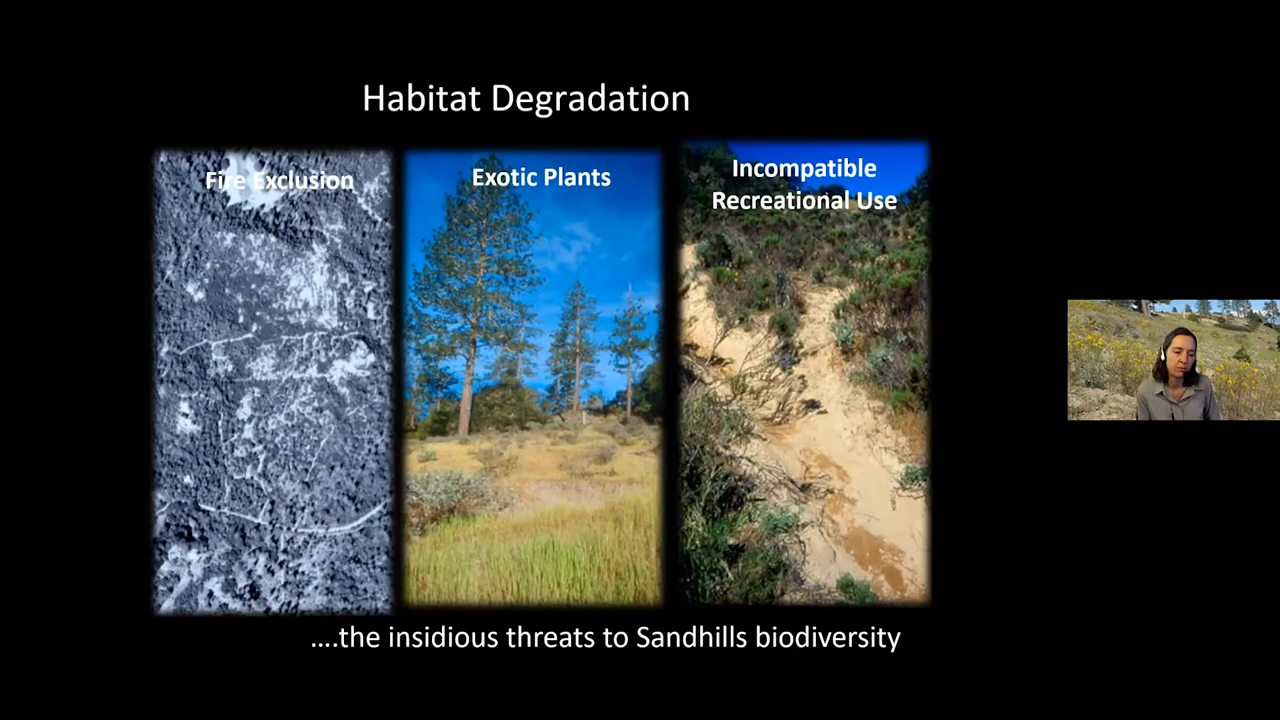 Habitat Degradation
Fire Exclusion
Exotic Plants
Incompatible
Recreational Use
....the insidious threats to Sandhills biodiversity